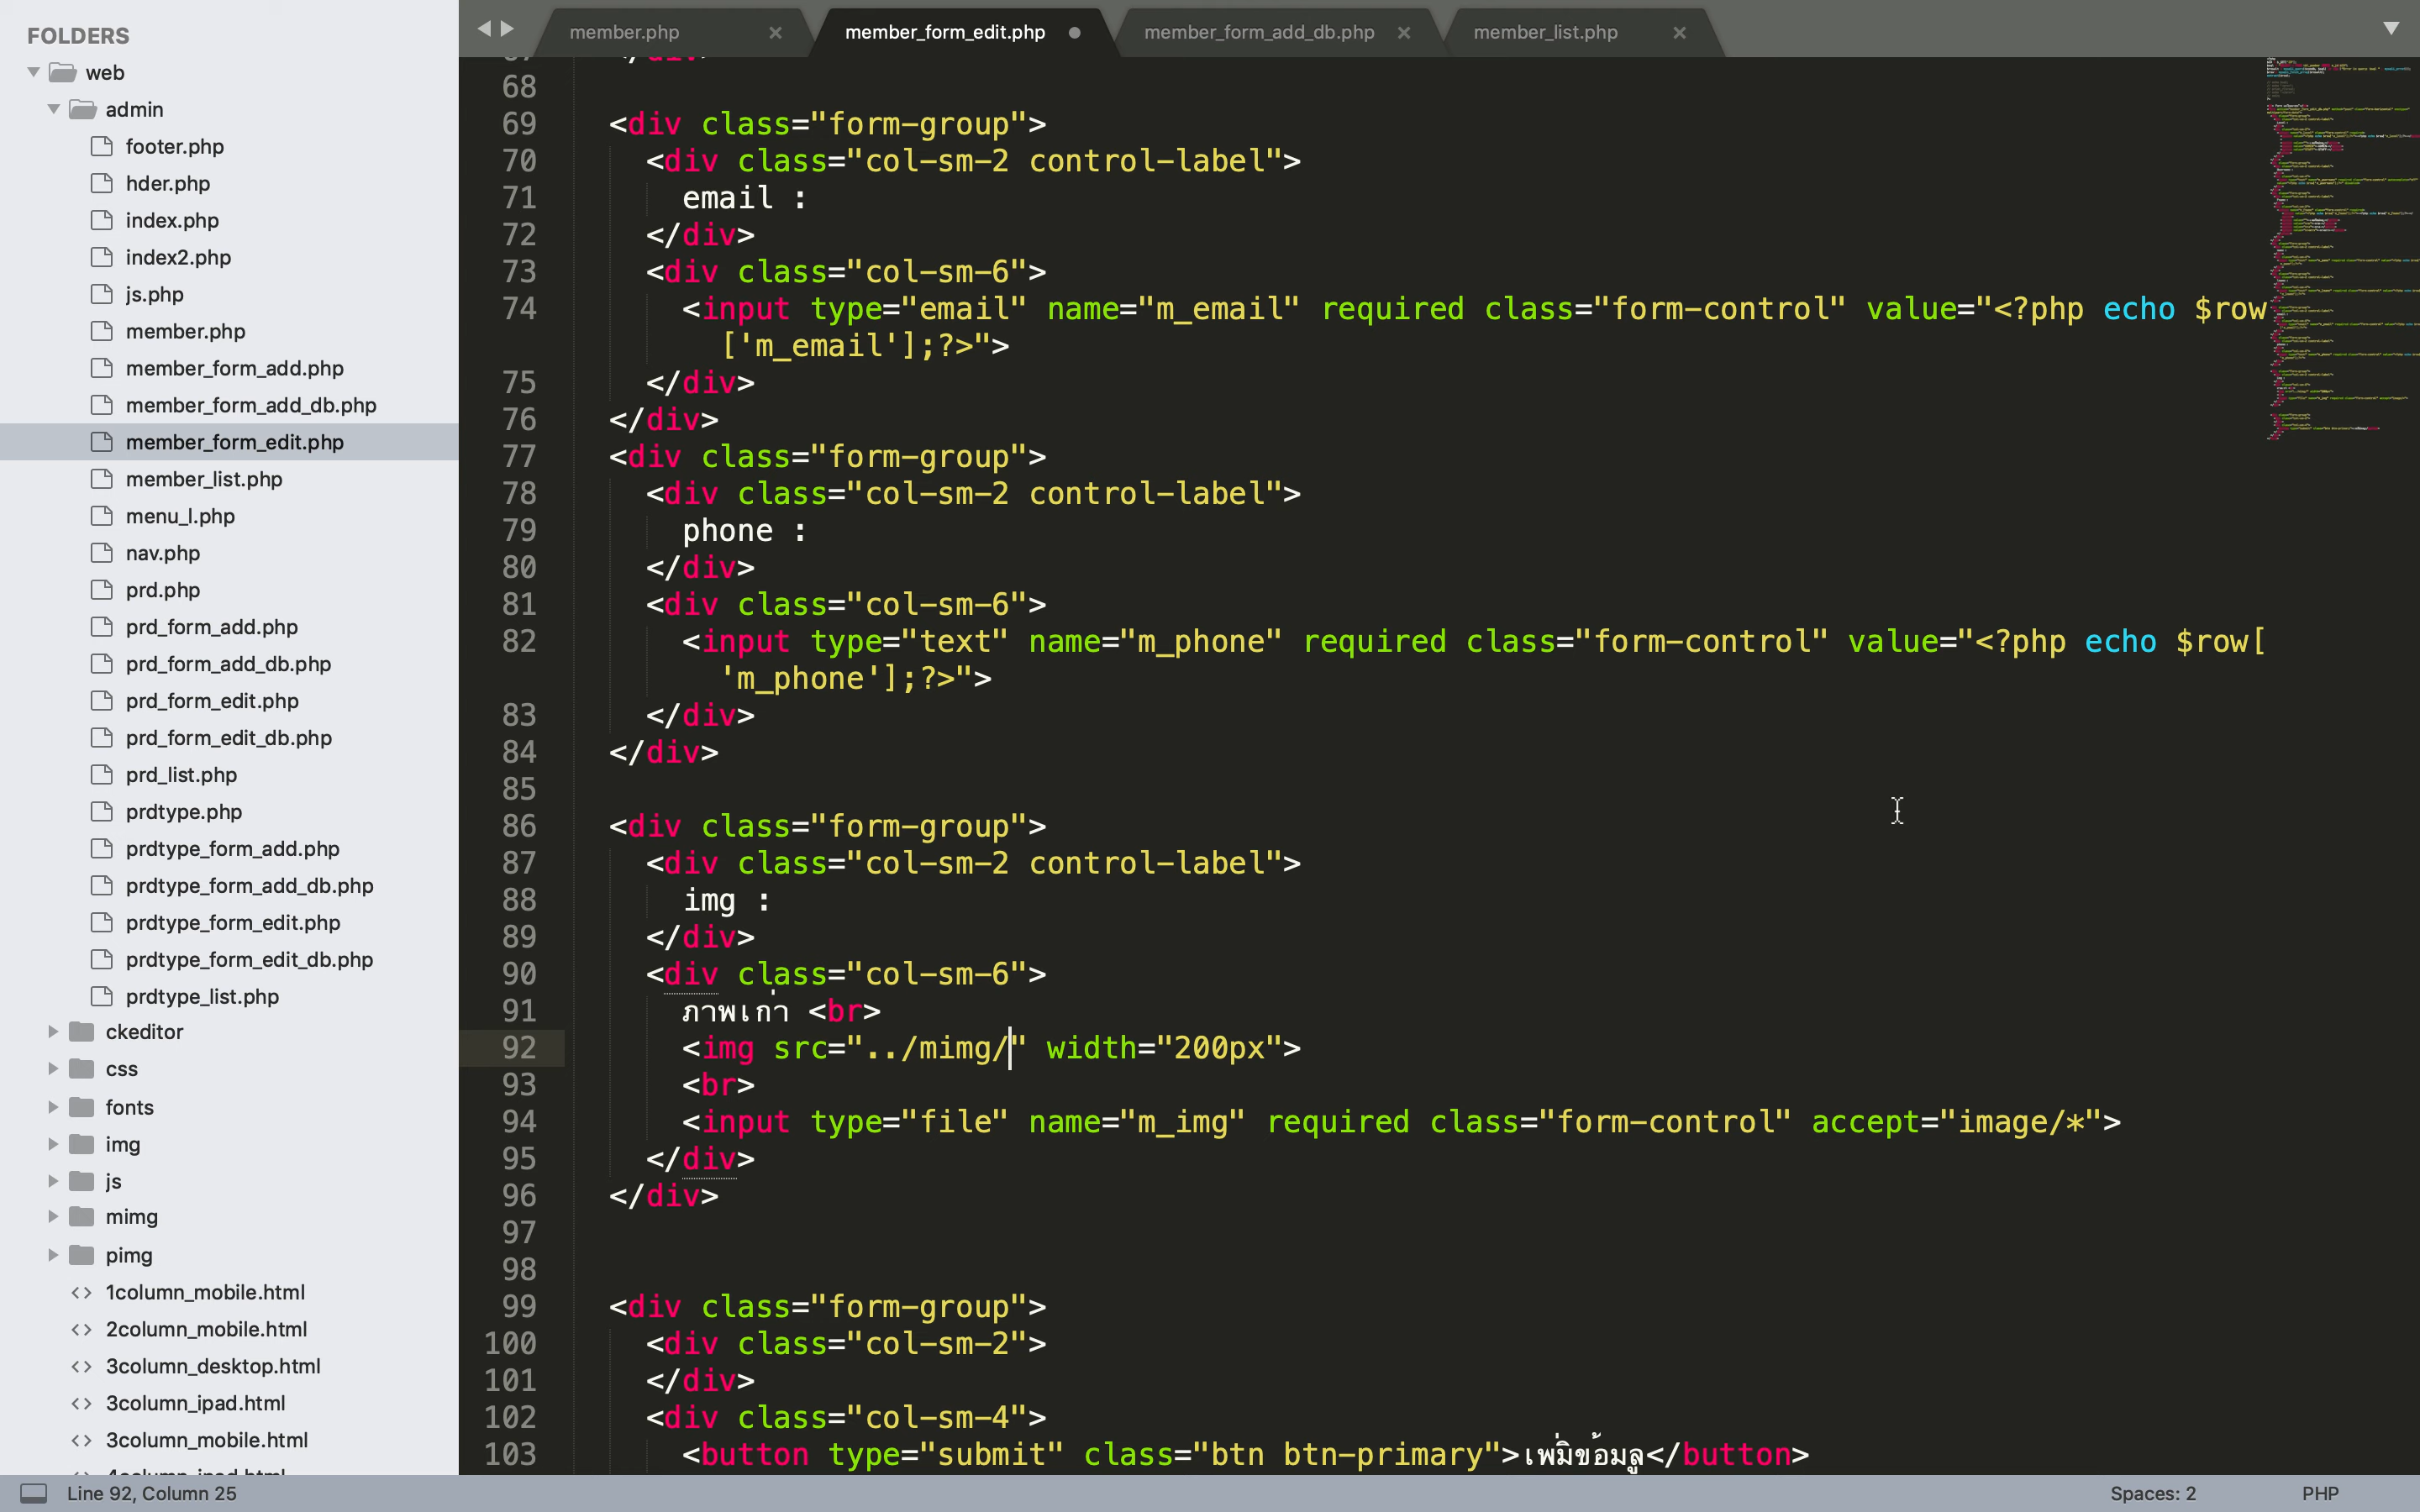 FOLDERS
web
admin
footer.php
hder.php
index.php
index2.php
js.php
member.php
member_form_add.php
member_form_add_db.php
member_form_edit.php
member_list.php
menu_l.php
nav.php
prd.php
prd_form_add.php
prd_form_add_db.php
prd_form_edit.php
prd_form_edit_db.php
prd_list.php
prdtype.php
prdtype_form_add.php
prdtype_form_add_db.php
prdtype_form_edit.php
prdtype_form_edit_db.php
prdtype_list.php
ckeditor
css
fonts
img
js
mimg
pimg
<> 1column_mobile.html
<> 2column_mobile.html
<> 3column_desktop.html
<> 3column_ipad.html
<> 3column_mobile.html
member.php
member_form_edit.php
member_form_add_db.php
member_list.php
68
69 <div class="form-group">
70 <div class="col-sm-2 control-label">
71 email :
72 </div>
73 <div class="col-sm-6">
74 <input type="email" name="m_email" required class="form-control" value="<?php echo $row
['m_email'];?>">
75 </div>
76 </div>
77 <div class="form-group">
78 <div class="col-sm-2 control-label">
79 phone :
80 </div>
81 <div class="col-sm-6">
82 <input type="text" name="m_phone" required class="form-control" value="<?php echo $row[
'm_phone'];?>">
83 </div>
84 </div>
85
86 <div class="form-group">
87 <div class="col-sm-2 control-label">
88 img :
89 </div>
90 <div class="col-sm-6">
91 ภาพเก่า <br>
92 <img src="../mimg/" width="200px">
93 <br>
94 <input type="file" name="m_img" required class="form-control" accept="image/*">
95 </div>
96 </div>
97
98
99 <div class="form-group">
100 <div class="col-sm-2">
101 </div>
102 <div class="col-sm-4">
103 <button type="submit" class="btn btn-primary">เพิ่มข้อมูล</button>
Line 92, Column 25
Spaces: 2
PHP